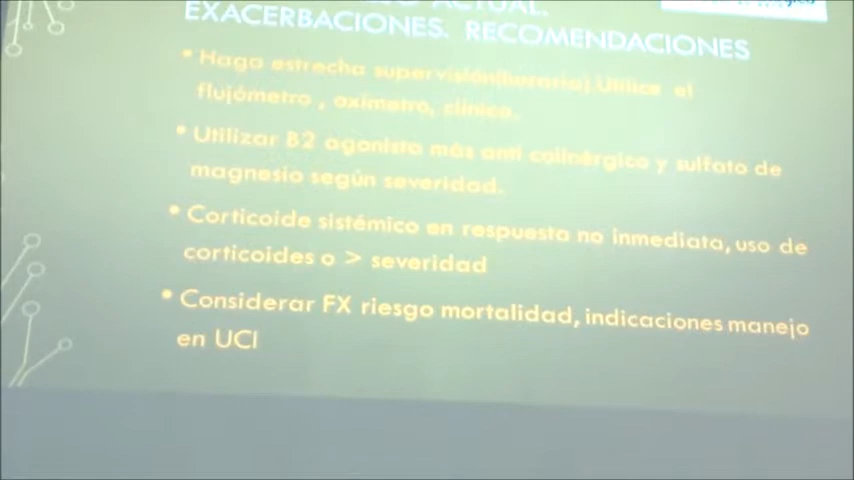 ACTUAL.
EXACERBACIONES. RECOMENDACIONES
• Haga estrecha supervisión(horaria).Utilice el
flujómetro , oxímetro, clínica.
• Utilizar B2 agonista más anti colinérgico y sulfato de
magnesio según severidad.
• Corticoide sistémico en respuesta no inmediata, uso de
corticoides o > severidad
• Considerar FX riesgo mortalidad, indicaciones manejo
en UCI